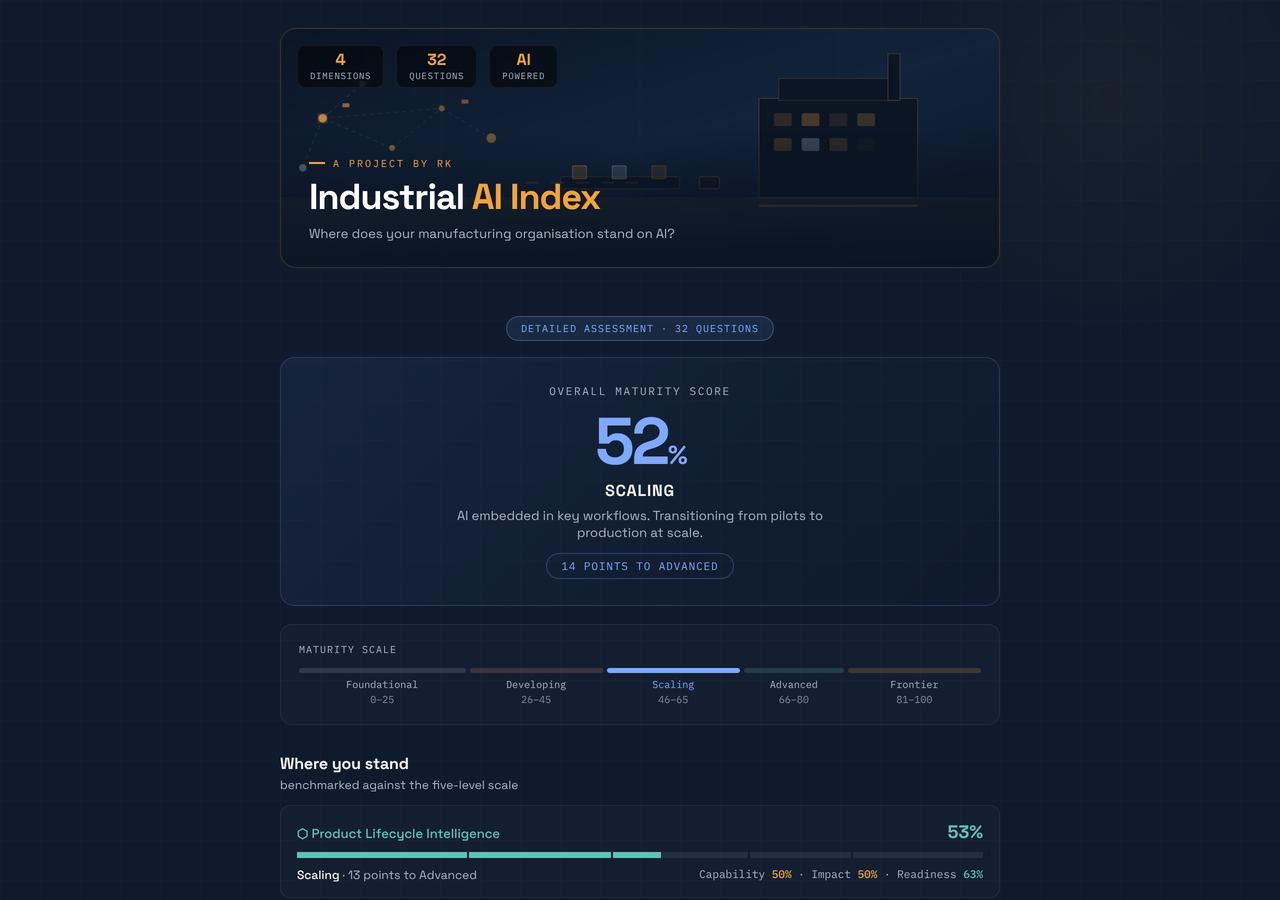 4
DIMENSIONS
32
QUESTIONS
AI
POWERED
A PROJECT BY RK
Industrial AI Index
Where does your manufacturing organisation stand on AI?
DETAILED ASSESSMENT · 32 QUESTIONS
OVERALL MATURITY SCORE
52%
SCALING
AI embedded in key workflows. Transitioning from pilots to
production at scale.
14 POINTS TO ADVANCED
MATURITY SCALE
Foundational
0–25
Developing
26–45
Scaling
46–65
Advanced
66–80
Frontier
81–100
Where you stand
benchmarked against the five-level scale
Product Lifecycle Intelligence
53%
Scaling · 13 points to Advanced
Capability 50% · Impact 50% · Readiness 63%